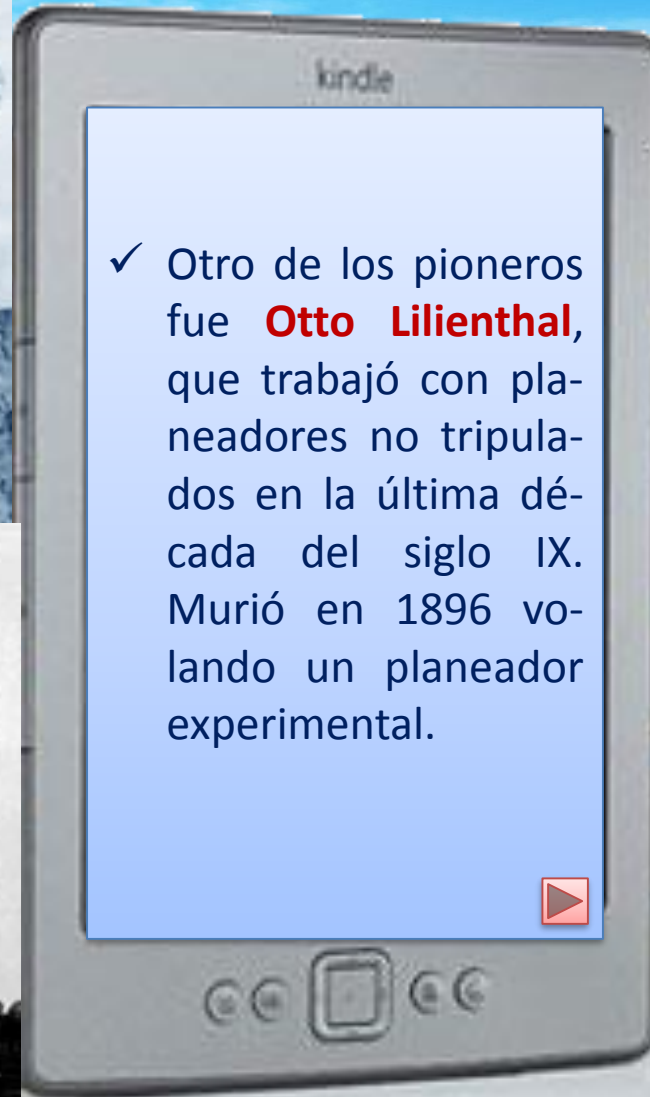 kindle
✓ Otro de los pioneros
fue Otto Lilienthal,
que trabajó con pla-
neadores no tripula-
dos en la última dé-
cada del siglo IX.
Murió en 1896 vo-
lando un planeador
experimental.